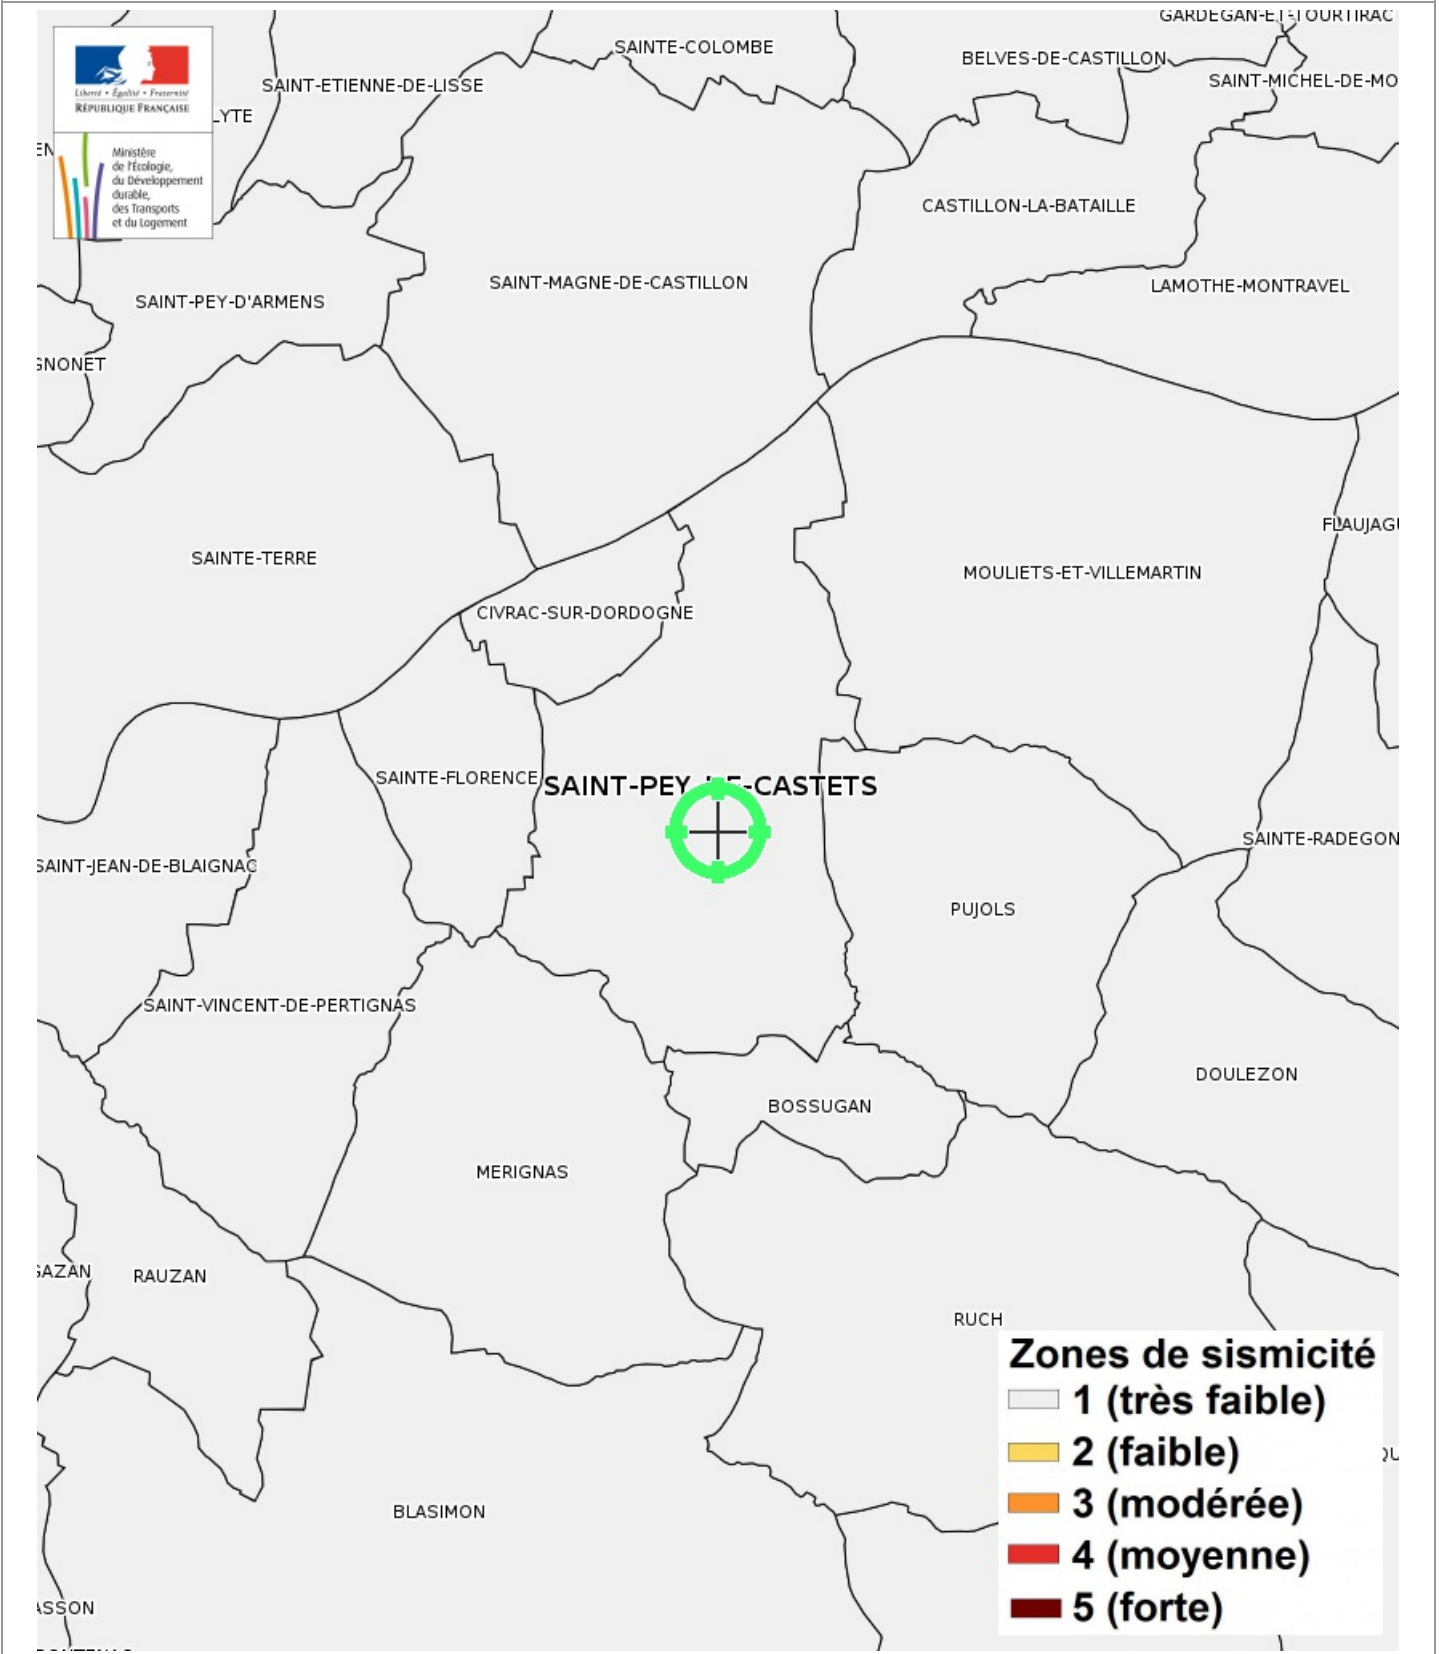 GARDEGAN-ET-TOURTIRAC
SAINTE-COLOMBE
BELVES-DE-CASTILLON
SAINT-MICHEL-DE-MO
SAINT-ETIENNE-DE-LISSE
Liberté • Égalité • Fraternité
RÉPUBLIQUE FRANÇAISE
LYTE
EN
Ministère
de l'Écologie,
du Développement
durable,
des Transports
et du Logement
CASTILLON-LA-BATAILLE
SAINT-MAGNE-DE-CASTILLON
LAMOTHE-MONTRAVEL
SAINT-PEY-D'ARMENS
GNONET
FLAUJAGU
SAINTE-TERRE
MOULIETS-ET-VILLEMARTIN
CIVRAC-SUR-DORDOGNE
SAINTE-FLORENCE
SAINT-PEY-DE-CASTETS
SAINTE-RADEGON
SAINT-JEAN-DE-BLAIGNAC
PUJOLS
SAINT-VINCENT-DE-PERTIGNAS
DOULEZON
BOSSUGAN
MERIGNAS
GAZAN
RAUZAN
RUCH
Zones de sismicité
1 (très faible)
2 (faible)
3 (modérée)
4 (moyenne)
5 (forte)
QU
BLASIMON
ASSON